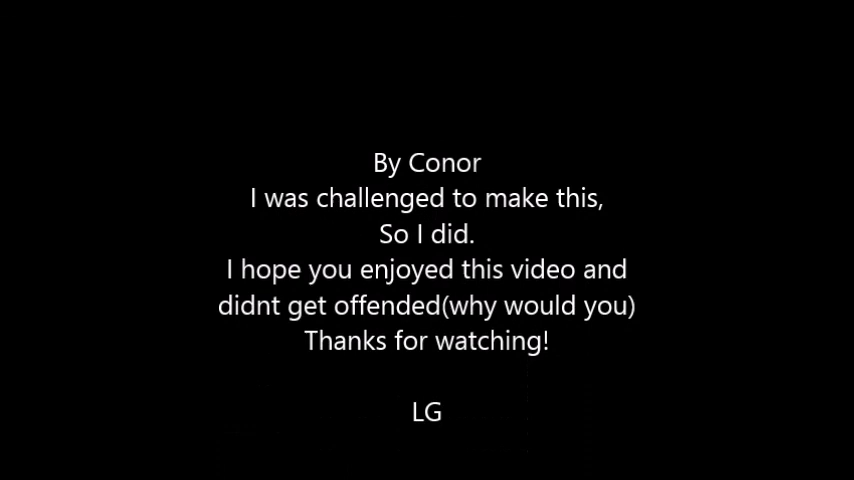 By Conor
I was challenged to make this,
So I did.
I hope you enjoyed this video and
didnt get offended(why would you)
Thanks for watching!
LG